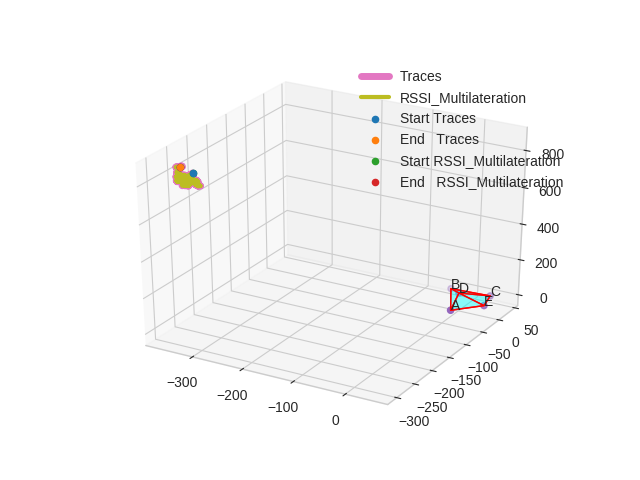 Traces
RSSI_Multilateration
Start Traces
End   Traces
Start RSSI_Multilateration
End   RSSI_Multilateration
800
600
400
200
0
B
D
C
E
A
50
0
−50
−100
−150
−200
−250
−300
−300
−200
−100
0